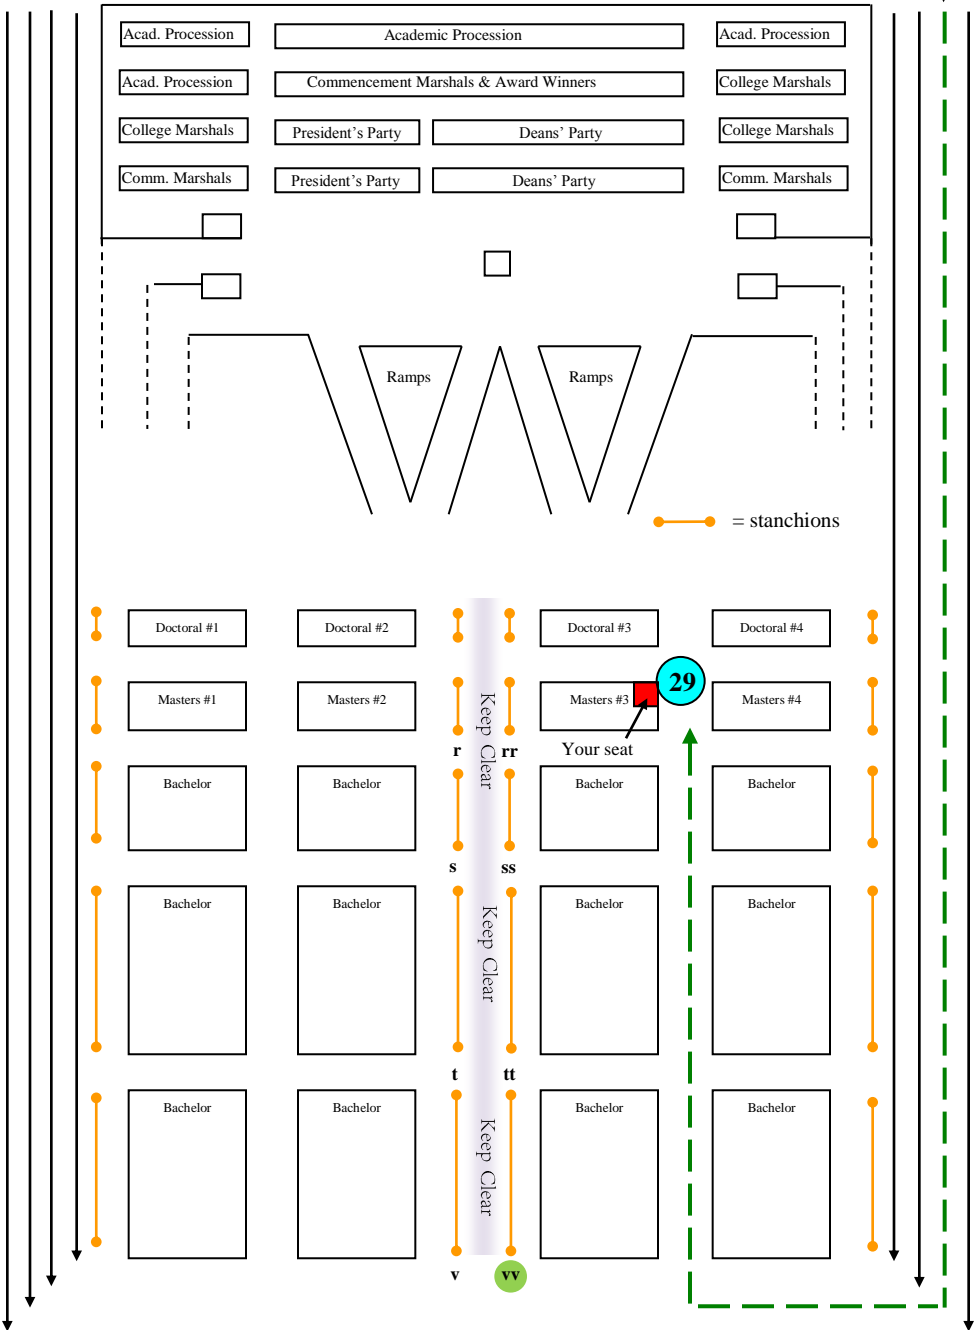 Acad. Procession
Academic Procession
Acad. Procession
Acad. Procession
Commencement Marshals & Award Winners
College Marshals
College Marshals
President’s Party
Deans’ Party
College Marshals
Comm. Marshals
President’s Party
Deans’ Party
Comm. Marshals
Ramps
Ramps
= stanchions
Doctoral #1
Doctoral #2
Doctoral #3
Doctoral #4
Masters #1
Masters #2
Keep Clear
Masters #3
29
Masters #4
r
rr
Your seat
Bachelor
Bachelor
Bachelor
Bachelor
s
ss
Bachelor
Bachelor
Keep Clear
Bachelor
Bachelor
t
tt
Bachelor
Bachelor
Keep Clear
Bachelor
Bachelor
v
vv